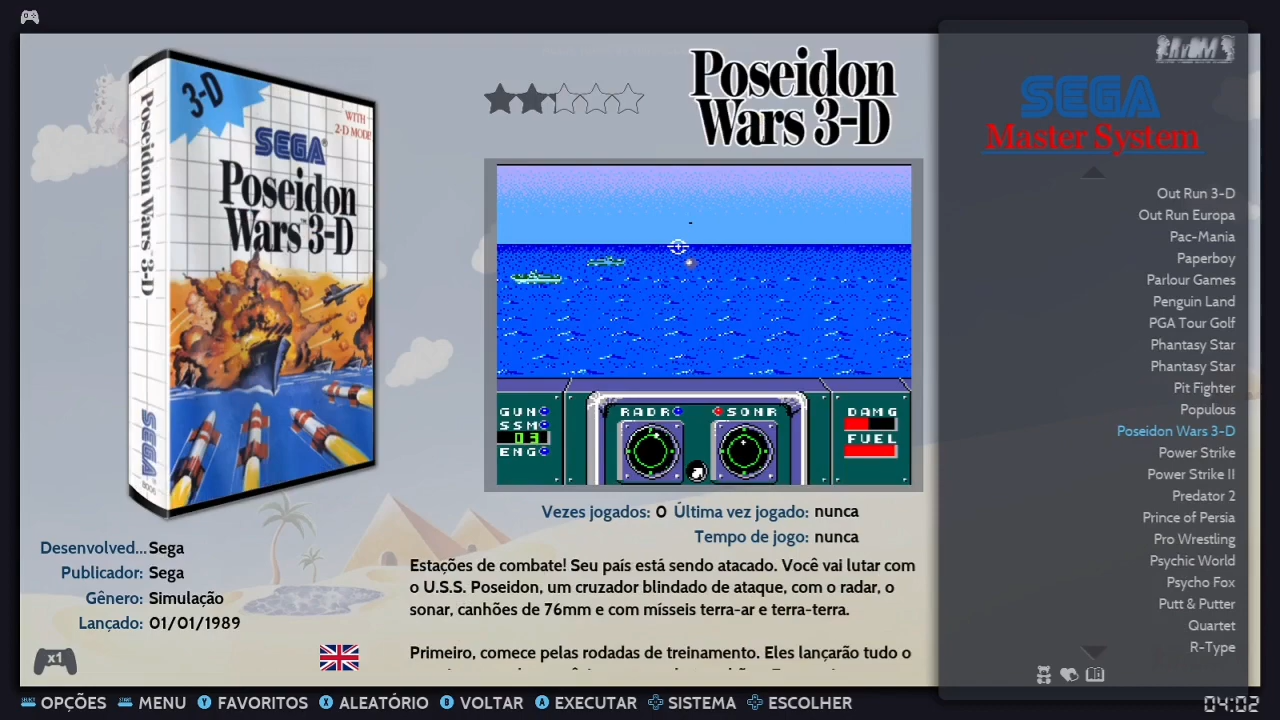 3-D
WITH
2-D MODE
SEGA
Poseidon
Wars™ 3-D
Poseidon Wars 3-D
SEGA
Poseidon
Wars 3-D
GUN
SSM
03
ENG
RADR
SONR
DAMG
FUEL
Vezes jogados: 0 Última vez jogado: nunca
Tempo de jogo: nunca
Desenvolved... Sega
Publicador: Sega
Gênero: Simulação
Lançado: 01/01/1989
x1
Estações de combate! Seu país está sendo atacado. Você vai lutar com
o U.S.S. Poseidon, um cruzador blindado de ataque, com o radar, o
sonar, canhões de 76mm e com mísseis terra-ar e terra-terra.
Primeiro, comece pelas rodadas de treinamento. Eles lançarão tudo o
SEGA
Master System
Out Run 3-D
Out Run Europa
Pac-Mania
Paperboy
Parlour Games
Penguin Land
PGA Tour Golf
Phantasy Star
Phantasy Star
Pit Fighter
Populous
Poseidon Wars 3-D
Power Strike
Power Strike II
Predator 2
Prince of Persia
Pro Wrestling
Psychic World
Psycho Fox
Putt & Putter
Quartet
R-Type
SELECT OPÇÕES START MENU Y FAVORITOS X ALEATÓRIO B VOLTAR A EXECUTAR SISTEMA ESCOLHER
04:02